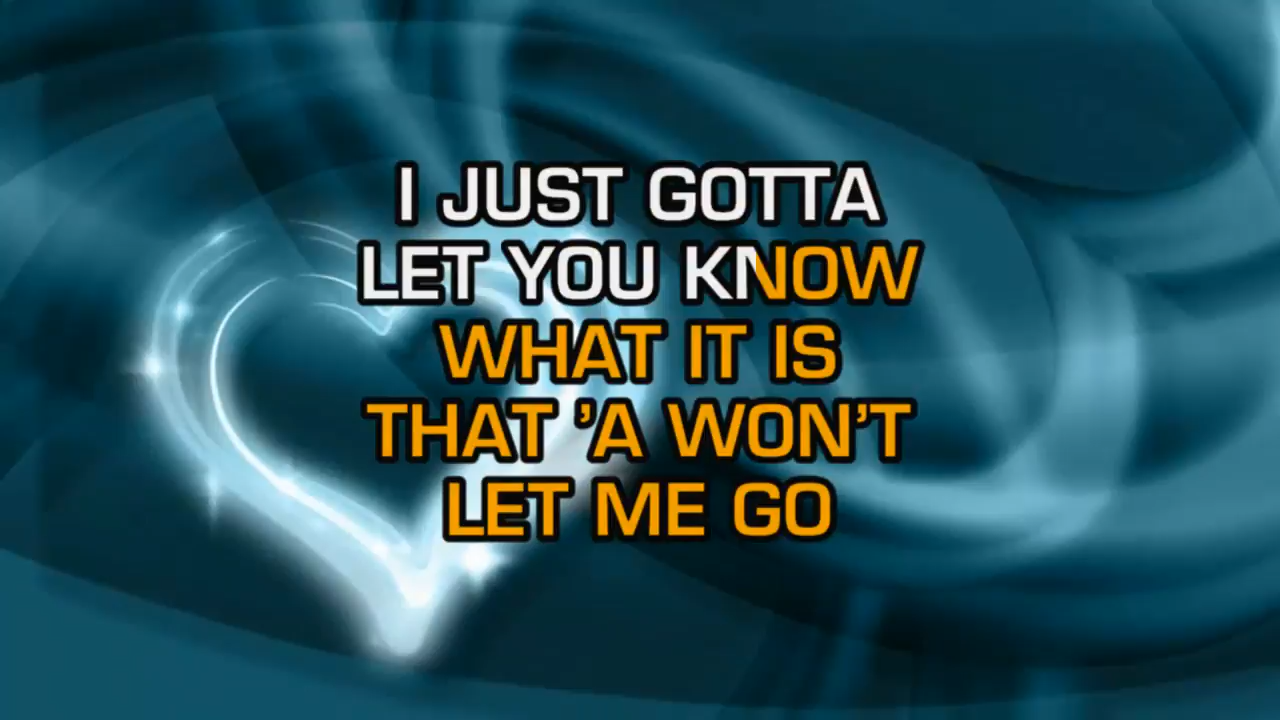 I JUST GOTTA
LET YOU KNOW
WHAT IT IS
THAT ’A WON’T
LET ME GO